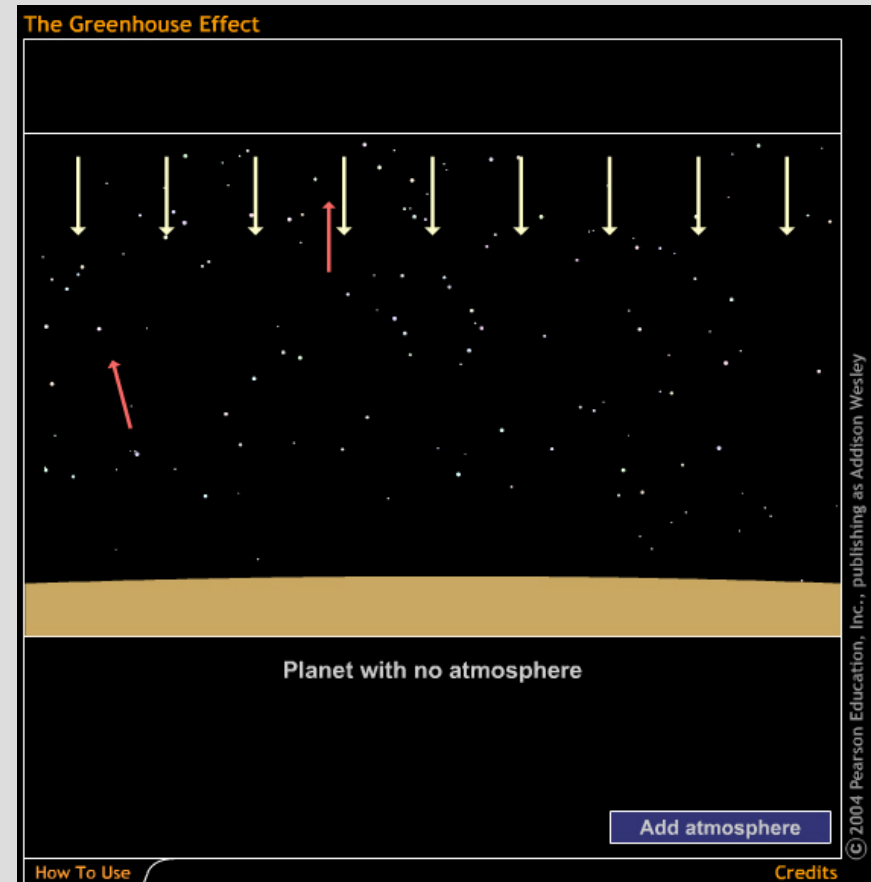 The Greenhouse Effect
Planet with no atmosphere
Add atmosphere
How To Use
Credits
©2004 Pearson Education, Inc., publishing as Addison Wesley